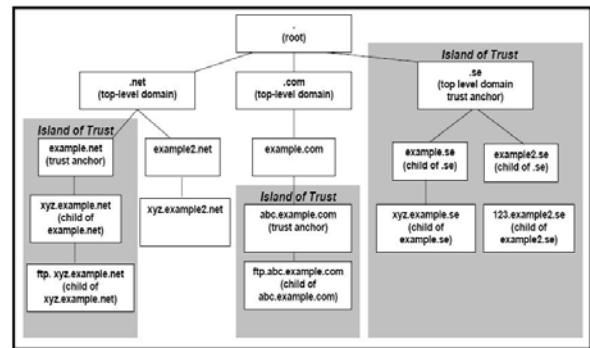 .
(root)
Island of Trust
.net
(top-level domain)
.com
(top-level domain)
.se
(top level domain
trust anchor)
Island of Trust
example.net
(trust anchor)
example2.net
example.com
example.se
(child of .se)
example2.se
(child of .se)
Island of Trust
xyz.example.net
(child of
example.net)
xyz.example2.net
abc.example.com
(trust anchor)
xyz.example.se
(child of
example.se)
123.example2.se
(child of
example2.se)
ftp. xyz.example.net
(child of
xyz.example.net)
ftp.abc.example.com
(child of
abc.example.com)